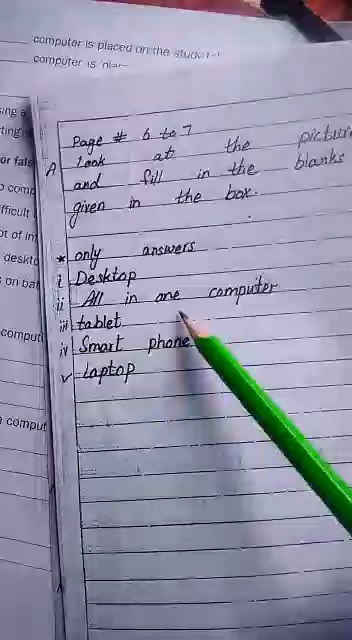 computer is placed on the
computer is
Page # 6 to 7
A Look at the picture
and fill in the blanks
given in the box.
* only answers
i Desktop
ii All in one computer
iii tablet
iv Smart phone
v Laptop